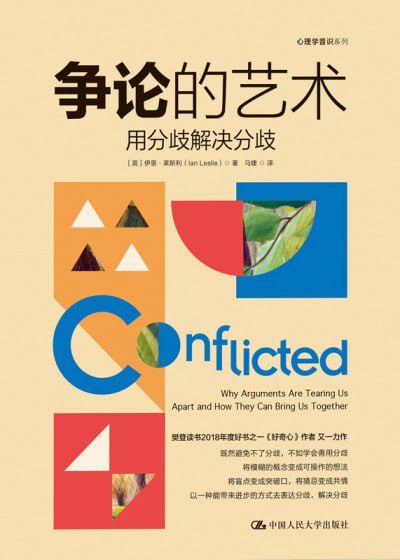 心理学普识系列
争论的艺术
用分歧解决分歧
[英] 伊恩·莱斯利（Ian Leslie）◎ 著 马婕 ◎ 译
Conflicted
Why Arguments Are Tearing Us
Apart and How They Can Bring Us Together
樊登读书2018年度好书之一《好奇心》作者 又一力作
既然避免不了分歧，不如学会善用分歧
将模糊的概念变成可操作的想法
将盲点变成突破口，将猜忌变成共情
以一种能带来进步的方式去表达分歧，解决分歧
中国人民大学出版社